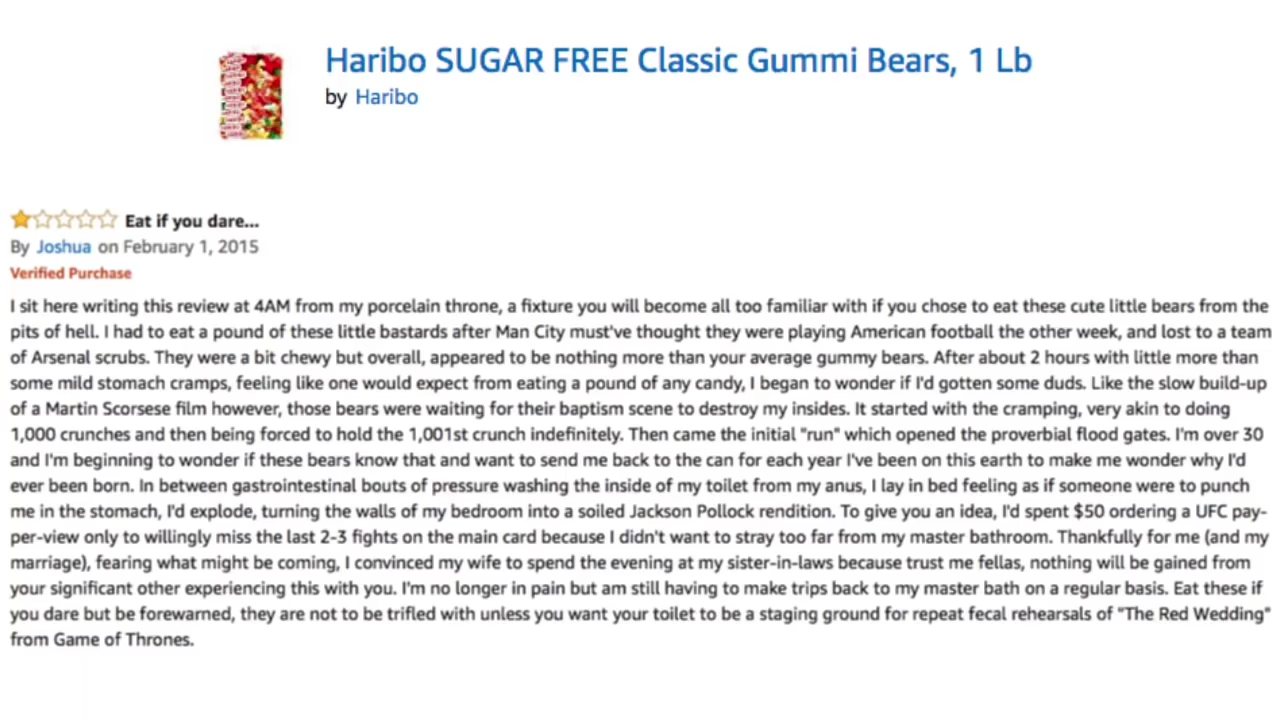 Haribo SUGAR FREE Classic Gummi Bears, 1 Lb
by Haribo
Eat if you dare...
By Joshua on February 1, 2015
Verified Purchase
I sit here writing this review at 4AM from my porcelain throne, a fixture you will become all too familiar with if you chose to eat these cute little bears from the
pits of hell. I had to eat a pound of these little bastards after Man City must've thought they were playing American football the other week, and lost to a team
of Arsenal scrubs. They were a bit chewy but overall, appeared to be nothing more than your average gummy bears. After about 2 hours with little more than
some mild stomach cramps, feeling like one would expect from eating a pound of any candy, I began to wonder if I'd gotten some duds. Like the slow build-up
of a Martin Scorsese film however, those bears were waiting for their baptism scene to destroy my insides. It started with the cramping, very akin to doing
1,000 crunches and then being forced to hold the 1,001st crunch indefinitely. Then came the initial "run" which opened the proverbial flood gates. I'm over 30
and I'm beginning to wonder if these bears know that and want to send me back to the can for each year I've been on this earth to make me wonder why I'd
ever been born. In between gastrointestinal bouts of pressure washing the inside of my toilet from my anus, I lay in bed feeling as if someone were to punch
me in the stomach, I'd explode, turning the walls of my bedroom into a soiled Jackson Pollock rendition. To give you an idea, I'd spent $50 ordering a UFC pay-
per-view only to willingly miss the last 2-3 fights on the main card because I didn't want to stray too far from my master bathroom. Thankfully for me (and my
marriage), fearing what might be coming, I convinced my wife to spend the evening at my sister-in-laws because trust me fellas, nothing will be gained from
your significant other experiencing this with you. I'm no longer in pain but am still having to make trips back to my master bath on a regular basis. Eat these if
you dare but be forewarned, they are not to be trifled with unless you want your toilet to be a staging ground for repeat fecal rehearsals of "The Red Wedding"
from Game of Thrones.